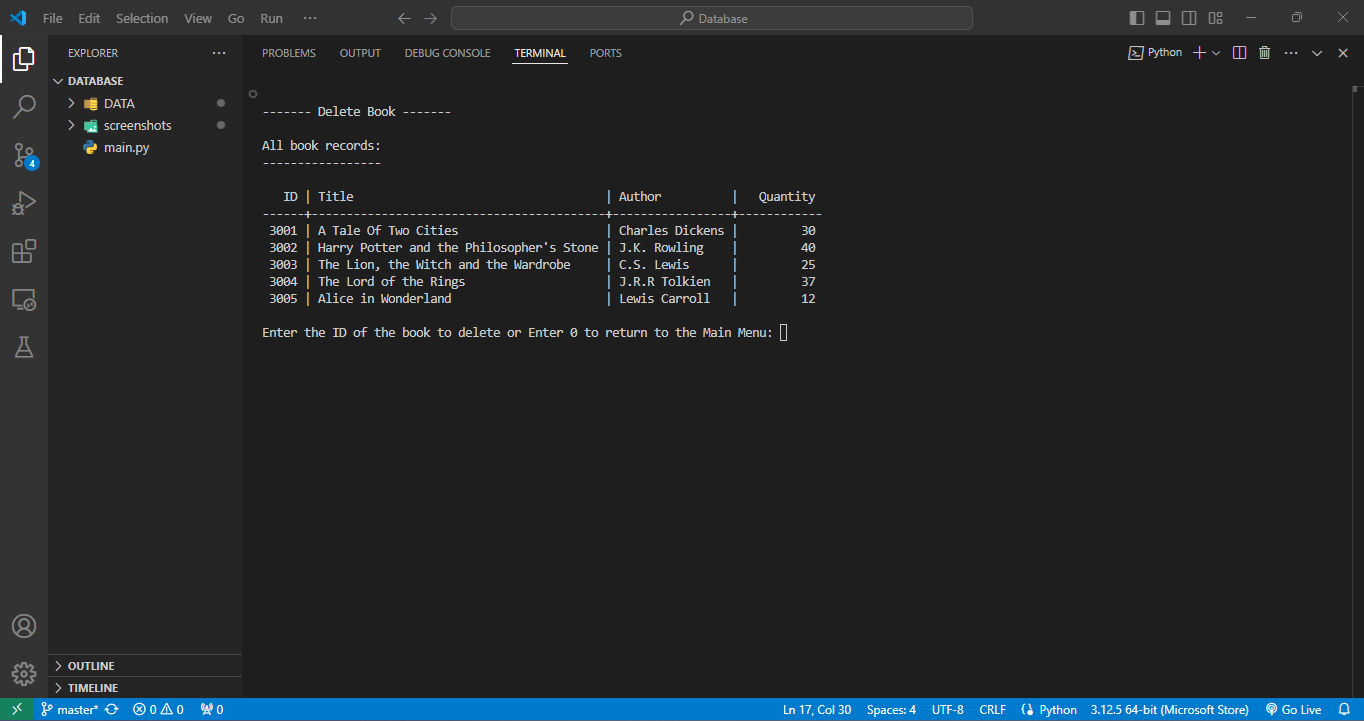 File Edit Selection View Go Run ··· Database
EXPLORER ···
DATABASE
DATA
screenshots
main.py
4
OUTLINE
TIMELINE
PROBLEMS OUTPUT DEBUG CONSOLE TERMINAL PORTS Python ···
------- Delete Book -------
All book records:
-----------------
ID | Title | Author | Quantity
------+------------------------------------------+-----------------+------------
3001 | A Tale Of Two Cities | Charles Dickens | 30
3002 | Harry Potter and the Philosopher's Stone | J.K. Rowling | 40
3003 | The Lion, the Witch and the Wardrobe | C.S. Lewis | 25
3004 | The Lord of the Rings | J.R.R Tolkien | 37
3005 | Alice in Wonderland | Lewis Carroll | 12
Enter the ID of the book to delete or Enter 0 to return to the Main Menu:
master* 0 0 0 Ln 17, Col 30 Spaces: 4 UTF-8 CRLF Python 3.12.5 64-bit (Microsoft Store) Go Live